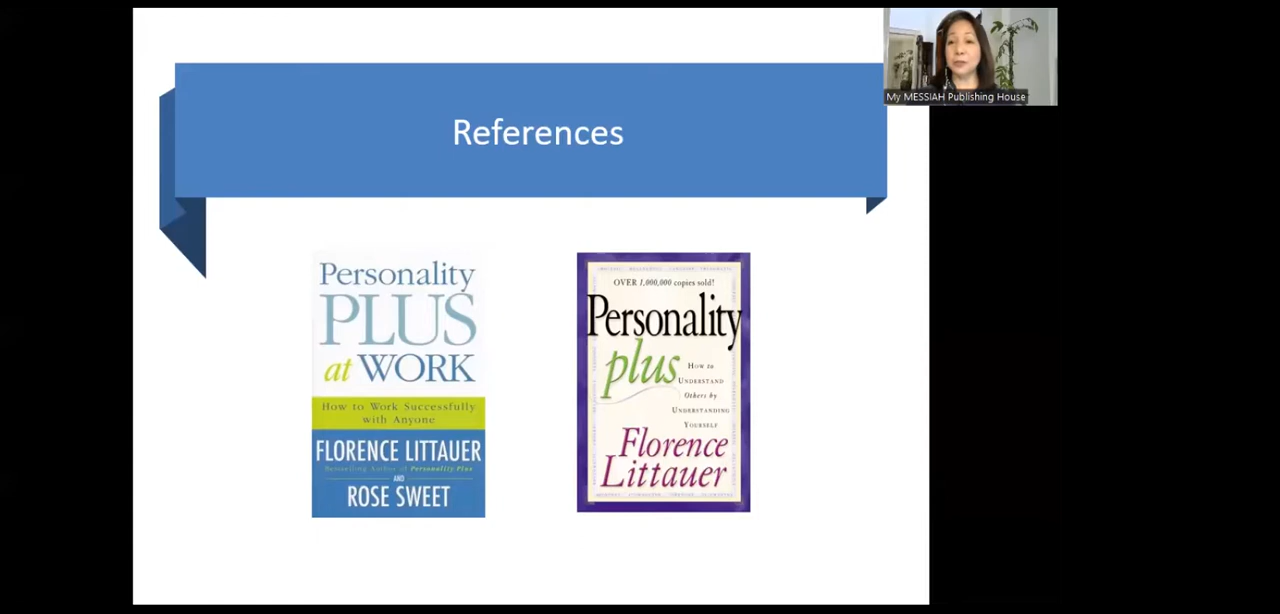 References
My MESSIAH Publishing House
Personality
PLUS
at WORK
How to Work Successfully
with Anyone
FLORENCE LITTAUER
Bestselling Author of Personality Plus
AND
ROSE SWEET
OVER 1,000,000 copies sold!
Personality
plus
HOW to
UNDERSTAND
Others by
UNDERSTANDING
YOURSELF
Florence
Littauer